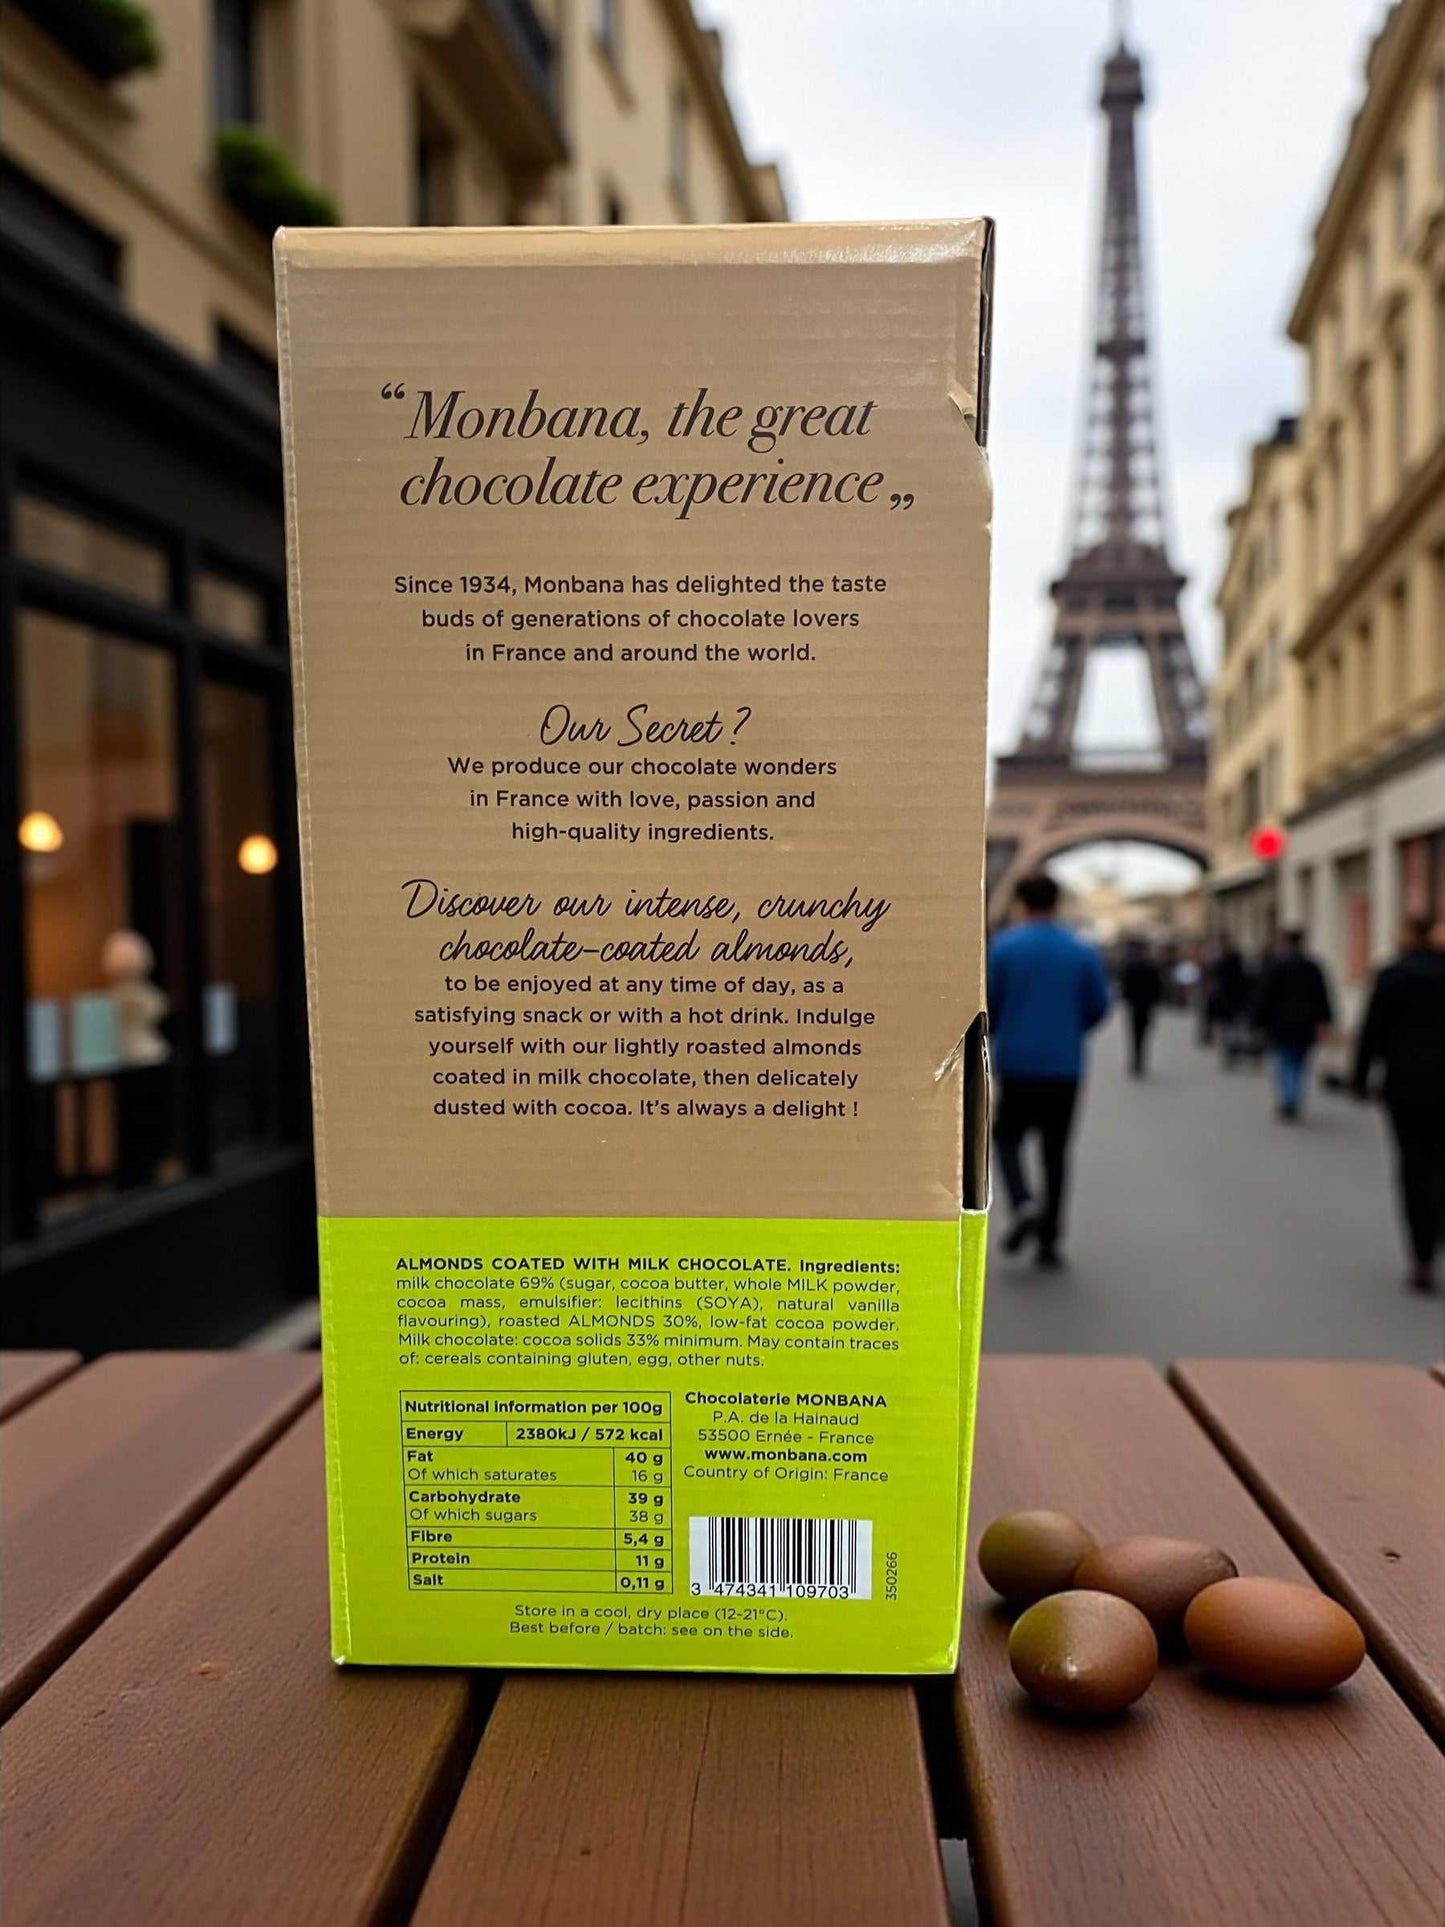 “Monbana, the great
chocolate experience„
Since 1934, Monbana has delighted the taste
buds of generations of chocolate lovers
in France and around the world.
Our Secret ?
We produce our chocolate wonders
in France with love, passion and
high-quality ingredients.
Discover our intense, crunchy
chocolate-coated almonds,
to be enjoyed at any time of day, as a
satisfying snack or with a hot drink. Indulge
yourself with our lightly roasted almonds
coated in milk chocolate, then delicately
dusted with cocoa. It’s always a delight !
ALMONDS COATED WITH MILK CHOCOLATE. Ingredients:
milk chocolate 69% (sugar, cocoa butter, whole MILK powder,
cocoa mass, emulsifier: lecithins (SOYA), natural vanilla
flavouring), roasted ALMONDS 30%, low-fat cocoa powder.
Milk chocolate: cocoa solids 33% minimum. May contain traces
of: cereals containing gluten, egg, other nuts.
Nutritional information per 100g
Energy 2380kJ / 572 kcal
Fat 40 g
Of which saturates 16 g
Carbohydrate 39 g
Of which sugars 38 g
Fibre 5,4 g
Protein 11 g
Salt 0,11 g
Chocolaterie MONBANA
P.A. de la Hainaud
53500 Ernée - France
www.monbana.com
Country of Origin: France
3 474341 109703
350266
Store in a cool, dry place (12-21°C).
Best before / batch: see on the side.